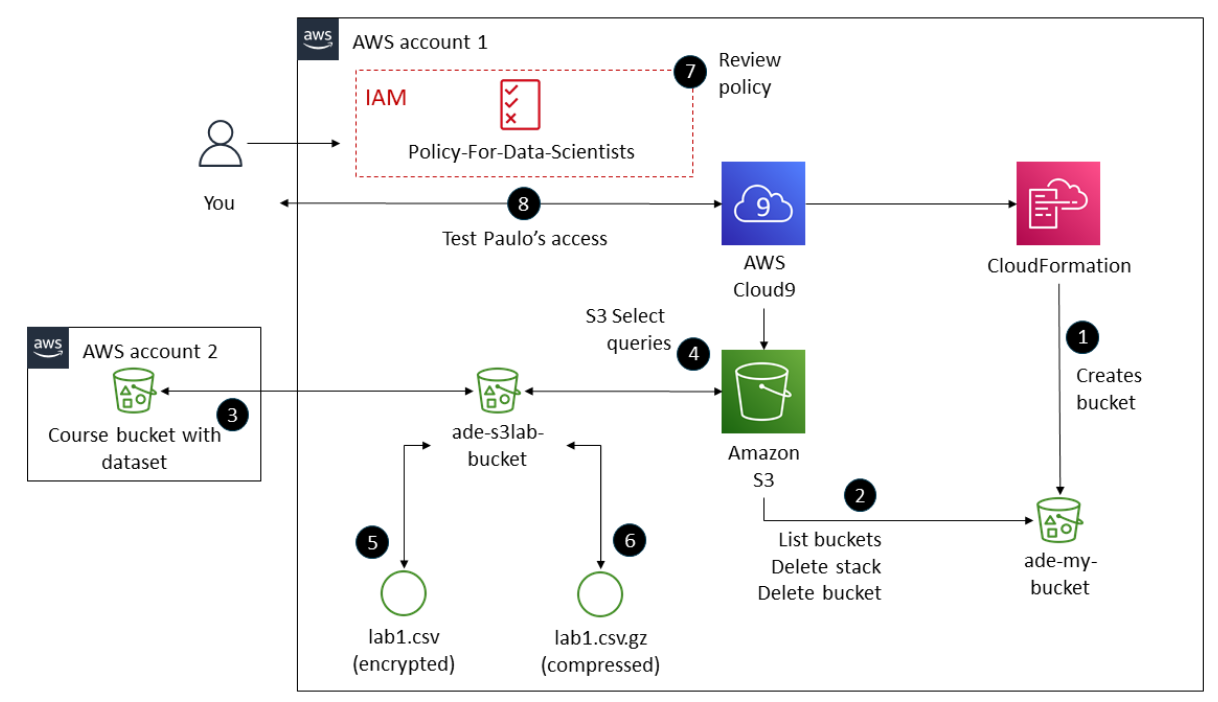 aws
AWS account 1
7
Review
policy
IAM
Policy-For-Data-Scientists
You
8
Test Paulo's access
9
AWS
Cloud9
CloudFormation
1
Creates
bucket
S3 Select
queries
4
aws
AWS account 2
3
Course bucket with
dataset
ade-s3lab-
bucket
Amazon
S3
2
List buckets
Delete stack
Delete bucket
ade-my-
bucket
5
6
lab1.csv
(encrypted)
lab1.csv.gz
(compressed)